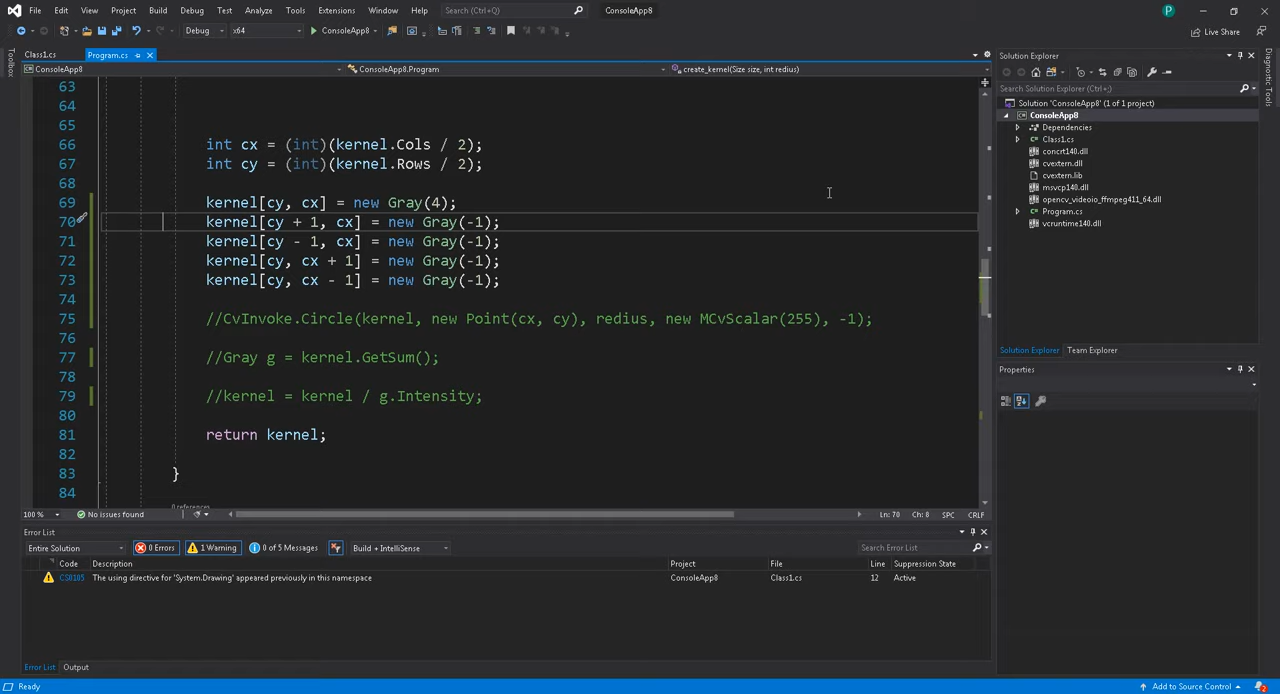 File Edit View Project Build Debug Test Analyze Tools Extensions Window Help Search (Ctrl+Q) ConsoleApp8 P
Debug x64 ConsoleApp8 Live Share
Toolbox
Class1.cs Program.cs
ConsoleApp8 ConsoleApp8.Program create_kernel(Size size, int redius)
63
64
65
66 int cx = (int)(kernel.Cols / 2);
67 int cy = (int)(kernel.Rows / 2);
68
69 kernel[cy, cx] = new Gray(4);
70 kernel[cy + 1, cx] = new Gray(-1);
71 kernel[cy - 1, cx] = new Gray(-1);
72 kernel[cy, cx + 1] = new Gray(-1);
73 kernel[cy, cx - 1] = new Gray(-1);
74
75 //CvInvoke.Circle(kernel, new Point(cx, cy), redius, new MCvScalar(255), -1);
76
77 //Gray g = kernel.GetSum();
78
79 //kernel = kernel / g.Intensity;
80
81 return kernel;
82
83 }
84
0 references
100 % No issues found Ln: 70 Ch: 8 SPC CRLF
Solution Explorer
Search Solution Explorer (Ctrl+;)
Solution 'ConsoleApp8' (1 of 1 project)
ConsoleApp8
Dependencies
Class1.cs
concrt140.dll
cvextern.dll
cvextern.lib
msvcp140.dll
opencv_videoio_ffmpeg411_64.dll
Program.cs
vcruntime140.dll
Solution Explorer Team Explorer
Properties
Diagnostic Tools
Error List
Entire Solution 0 Errors 1 Warning 0 of 5 Messages Build + IntelliSense Search Error List
Code Description Project File Line Suppression State
CS0105 The using directive for 'System.Drawing' appeared previously in this namespace ConsoleApp8 Class1.cs 12 Active
Error List Output
Ready Add to Source Control 2